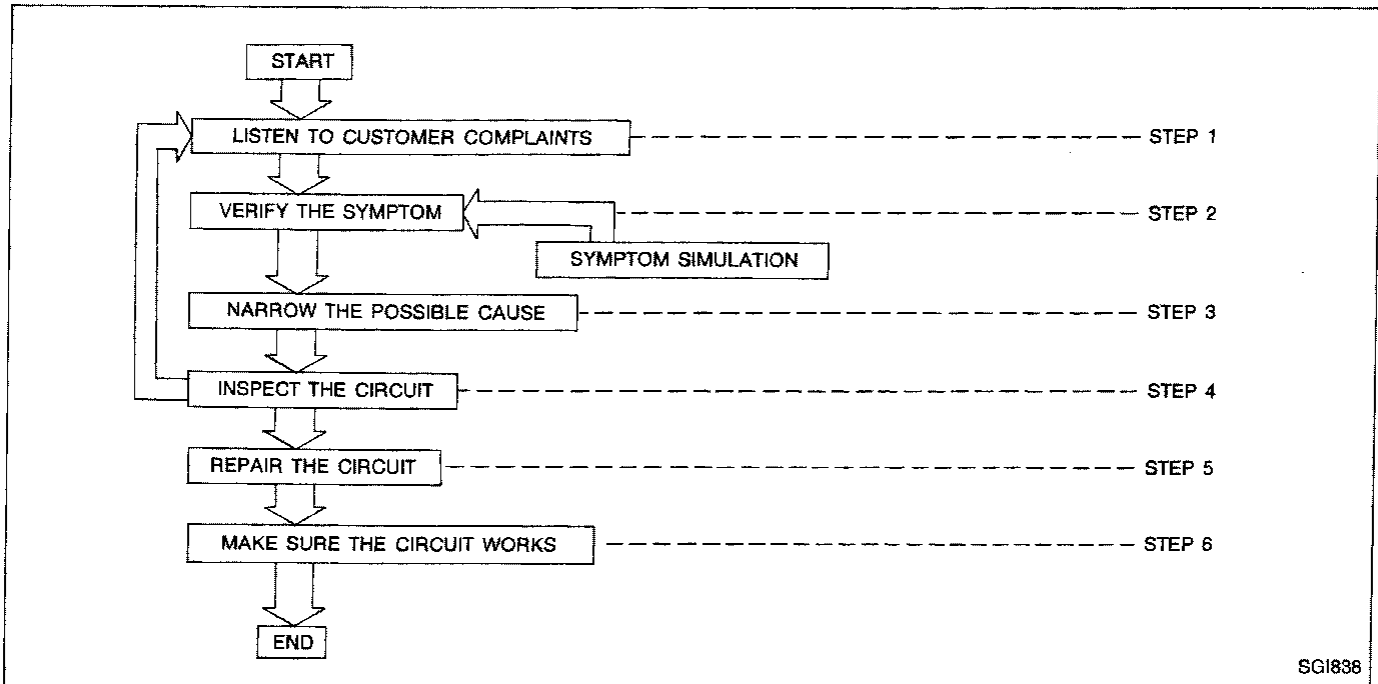 START
LISTEN TO CUSTOMER COMPLAINTS
STEP 1
VERIFY THE SYMPTOM
STEP 2
SYMPTOM SIMULATION
NARROW THE POSSIBLE CAUSE
STEP 3
INSPECT THE CIRCUIT
STEP 4
REPAIR THE CIRCUIT
STEP 5
MAKE SURE THE CIRCUIT WORKS
STEP 6
END
SGI838